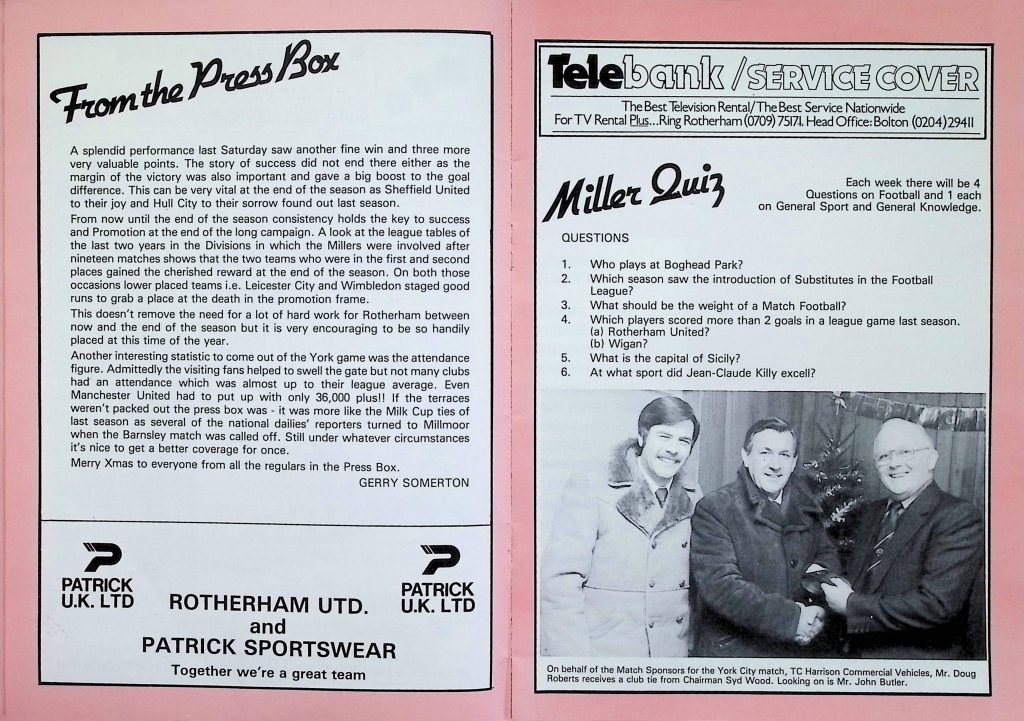 From the Press Box
A splendid performance last Saturday saw another fine win and three more
very valuable points. The story of success did not end there either as the
margin of the victory was also important and gave a big boost to the goal
difference. This can be very vital at the end of the season as Sheffield United
to their joy and Hull City to their sorrow found out last season.
From now until the end of the season consistency holds the key to success
and Promotion at the end of the long campaign. A look at the league tables of
the last two years in the Divisions in which the Millers were involved after
nineteen matches shows that the two teams who were in the first and second
places gained the cherished reward at the end of the season. On both those
occasions lower placed teams i.e. Leicester City and Wimbledon staged good
runs to grab a place at the death in the promotion frame.
This doesn't remove the need for a lot of hard work for Rotherham between
now and the end of the season but it is very encouraging to be so handily
placed at this time of the year.
Another interesting statistic to come out of the York game was the attendance
figure. Admittedly the visiting fans helped to swell the gate but not many clubs
had an attendance which was almost up to their league average. Even
Manchester United had to put up with only 36,000 plus!! If the terraces
weren't packed out the press box was - it was more like the Milk Cup ties of
last season as several of the national dailies' reporters turned to Millmoor
when the Barnsley match was called off. Still under whatever circumstances
it's nice to get a better coverage for once.
Merry Xmas to everyone from all the regulars in the Press Box.
GERRY SOMERTON
PATRICK
U.K. LTD
PATRICK
U.K. LTD
ROTHERHAM UTD.
and
PATRICK SPORTSWEAR
Together we're a great team
Telebank/SERVICE COVER
The Best Television Rental/The Best Service Nationwide
For TV Rental Plus...Ring Rotherham (0709) 75171. Head Office: Bolton (0204) 29411
Miller Quiz
Each week there will be 4
Questions on Football and 1 each
on General Sport and General Knowledge.
QUESTIONS
1. Who plays at Boghead Park?
2. Which season saw the introduction of Substitutes in the Football
League?
3. What should be the weight of a Match Football?
4. Which players scored more than 2 goals in a league game last season.
(a) Rotherham United?
(b) Wigan?
5. What is the capital of Sicily?
6. At what sport did Jean-Claude Killy excell?
On behalf of the Match Sponsors for the York City match, TC Harrison Commercial Vehicles, Mr. Doug
Roberts receives a club tie from Chairman Syd Wood. Looking on is Mr. John Butler.